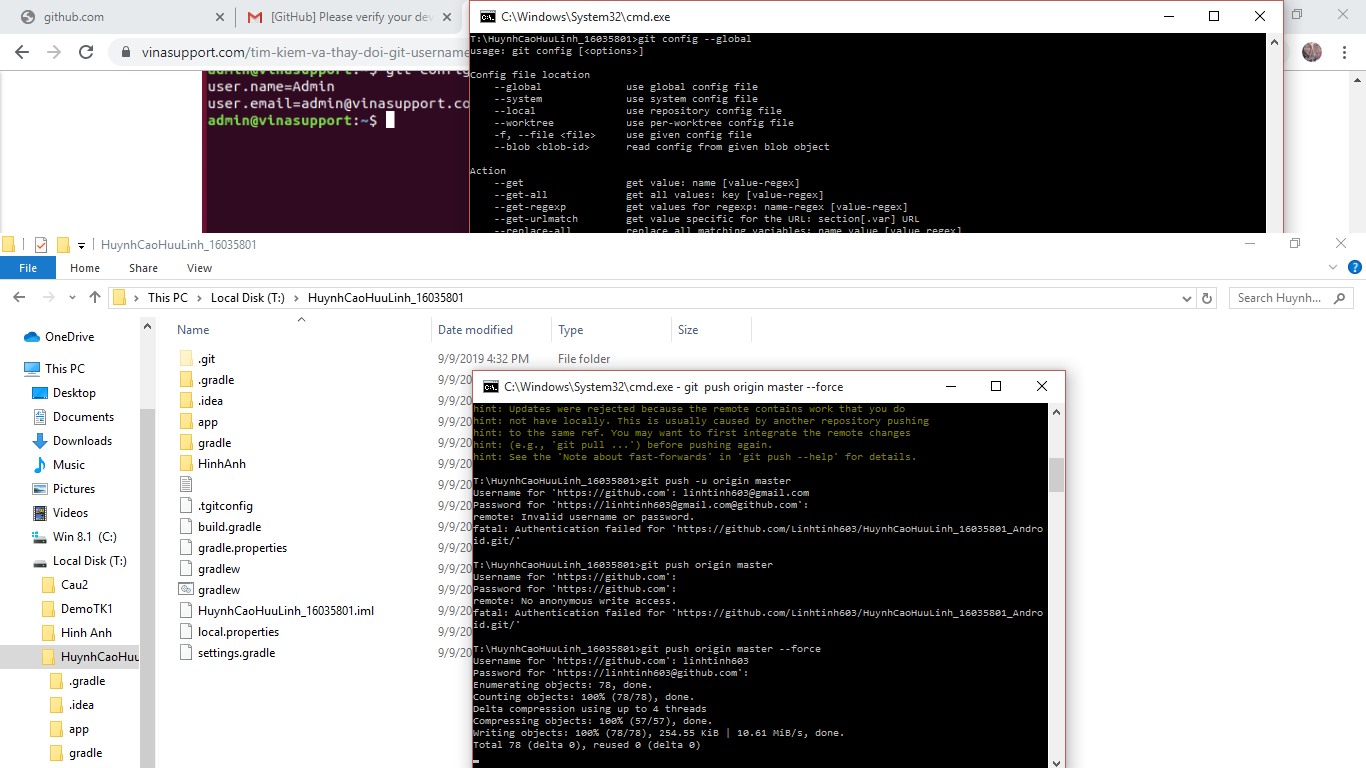 github.com
[GitHub] Please verify your dev
vinasupport.com/tim-kiem-va-thay-doi-git-username
user.name=Admin
user.email=admin@vinasupport.co
admin@vinasupport:~$
C:\Windows\System32\cmd.exe
T:\HuynhCaoHuuLinh_16035801>git config --global
usage: git config [<options>]
Config file location
--global use global config file
--system use system config file
--local use repository config file
--worktree use per-worktree config file
-f, --file <file> use given config file
--blob <blob-id> read config from given blob object
Action
--get get value: name [value-regex]
--get-all get all values: key [value-regex]
--get-regexp get values for regexp: name-regex [value-regex]
--get-urlmatch get value specific for the URL: section[.var] URL
--replace-all replace all matching variables: name value [value_regex]
HuynhCaoHuuLinh_16035801
File Home Share View
This PC > Local Disk (T:) > HuynhCaoHuuLinh_16035801
Search Huynh...
OneDrive
This PC
Desktop
Documents
Downloads
Music
Pictures
Videos
Win 8.1 (C:)
Local Disk (T:)
Cau2
DemoTK1
Hinh Anh
HuynhCaoHuu
.gradle
.idea
app
gradle
Name Date modified Type Size
.git 9/9/2019 4:32 PM File folder
.gradle 9/9/20
.idea 9/9/20
app 9/9/20
gradle 9/9/20
HinhAnh 9/9/20
9/9/20
.tgitconfig 9/9/20
build.gradle 9/9/20
gradle.properties 9/9/20
gradlew 9/9/20
gradlew 9/9/20
HuynhCaoHuuLinh_16035801.iml 9/9/20
local.properties 9/9/20
settings.gradle 9/9/20
C:\Windows\System32\cmd.exe - git push origin master --force
hint: Updates were rejected because the remote contains work that you do
hint: not have locally. This is usually caused by another repository pushing
hint: to the same ref. You may want to first integrate the remote changes
hint: (e.g., 'git pull ...') before pushing again.
hint: See the 'Note about fast-forwards' in 'git push --help' for details.
T:\HuynhCaoHuuLinh_16035801>git push -u origin master
Username for 'https://github.com': linhtinh603@gmail.com
Password for 'https://linhtinh603@gmail.com@github.com':
remote: Invalid username or password.
fatal: Authentication failed for 'https://github.com/Linhtinh603/HuynhCaoHuuLinh_16035801_Andro
id.git/'
T:\HuynhCaoHuuLinh_16035801>git push origin master
Username for 'https://github.com':
Password for 'https://github.com':
remote: No anonymous write access.
fatal: Authentication failed for 'https://github.com/Linhtinh603/HuynhCaoHuuLinh_16035801_Andro
id.git/'
T:\HuynhCaoHuuLinh_16035801>git push origin master --force
Username for 'https://github.com': linhtinh603
Password for 'https://linhtinh603@github.com':
Enumerating objects: 78, done.
Counting objects: 100% (78/78), done.
Delta compression using up to 4 threads
Compressing objects: 100% (57/57), done.
Writing objects: 100% (78/78), 254.55 KiB | 10.61 MiB/s, done.
Total 78 (delta 0), reused 0 (delta 0)